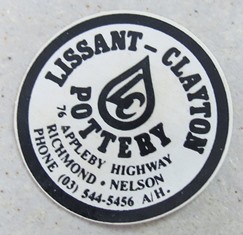 LISSANT - CLAYTON
POTTERY
76 APPLEBY HIGHWAY
RICHMOND • NELSON
PHONE (03) 544-5456 A/H.